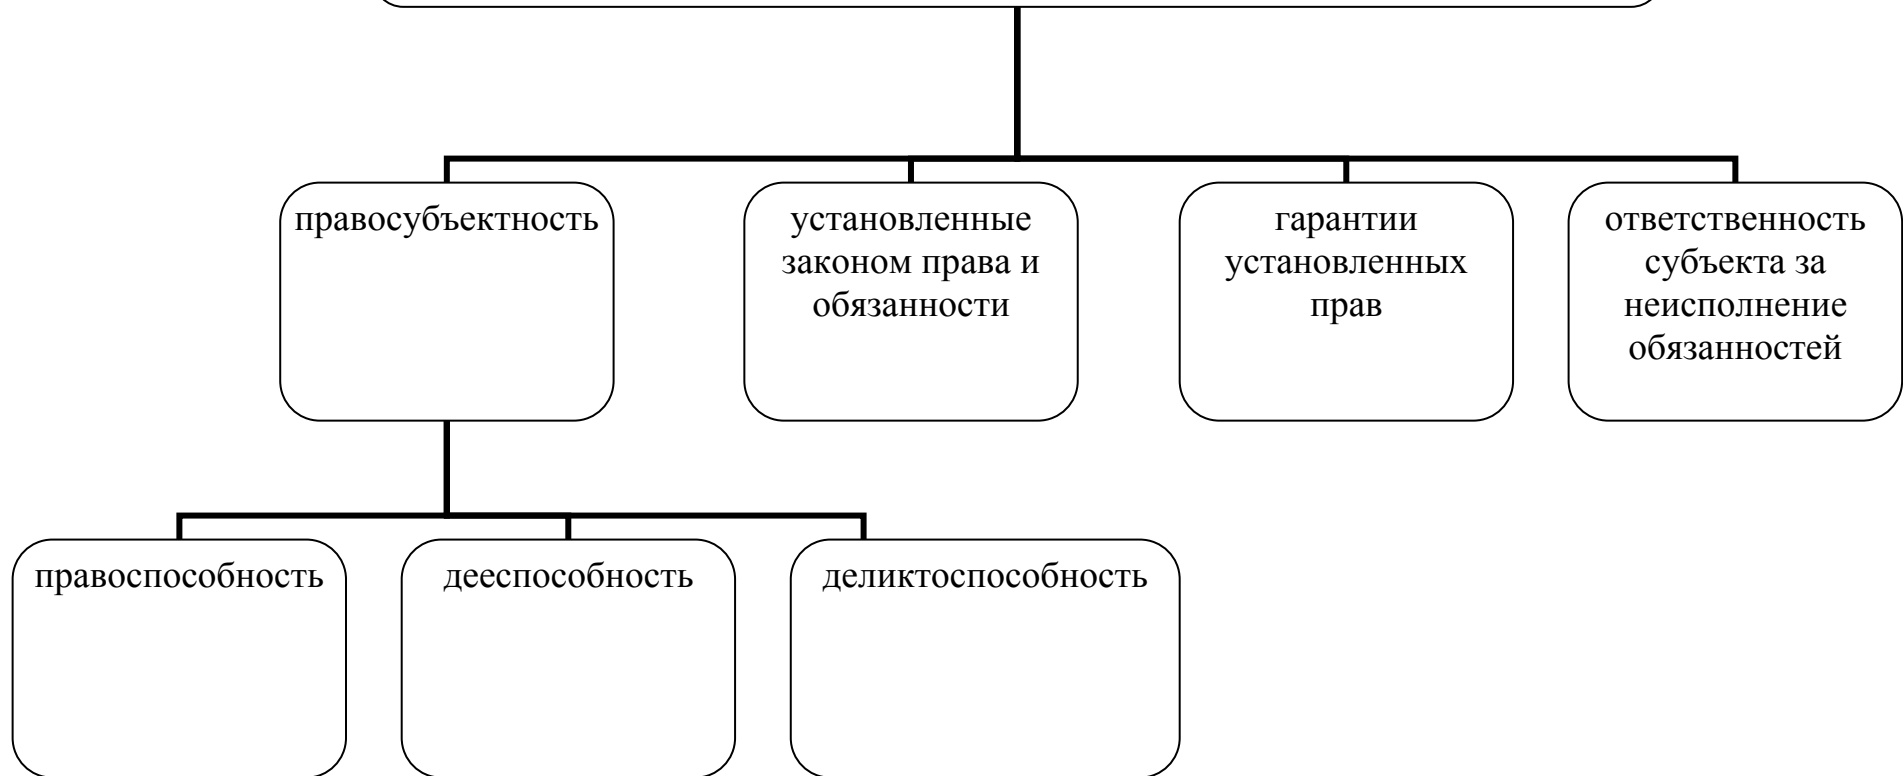 правосубъектность
установленные
законом права и
обязанности
гарантии
установленных
прав
ответственность
субъекта за
неисполнение
обязанностей
правоспособность
дееспособность
деликтоспособность